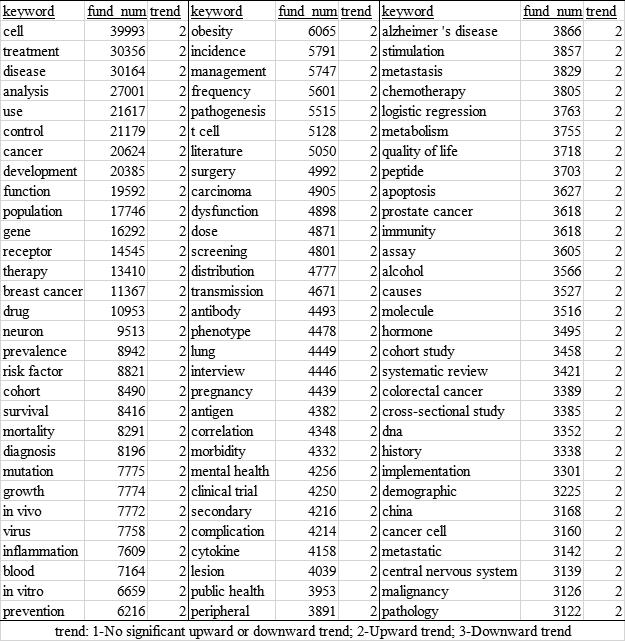 keyword fund_num trend keyword fund_num trend keyword fund_num trend
cell 39993 2 obesity 6065 2 alzheimer 's disease 3866 2
treatment 30356 2 incidence 5791 2 stimulation 3857 2
disease 30164 2 management 5747 2 metastasis 3829 2
analysis 27001 2 frequency 5601 2 chemotherapy 3805 2
use 21617 2 pathogenesis 5515 2 logistic regression 3763 2
control 21179 2 t cell 5128 2 metabolism 3755 2
cancer 20624 2 literature 5050 2 quality of life 3718 2
development 20385 2 surgery 4992 2 peptide 3703 2
function 19592 2 carcinoma 4905 2 apoptosis 3627 2
population 17746 2 dysfunction 4898 2 prostate cancer 3618 2
gene 16292 2 dose 4871 2 immunity 3618 2
receptor 14545 2 screening 4801 2 assay 3605 2
therapy 13410 2 distribution 4777 2 alcohol 3566 2
breast cancer 11367 2 transmission 4671 2 causes 3527 2
drug 10953 2 antibody 4493 2 molecule 3516 2
neuron 9513 2 phenotype 4478 2 hormone 3495 2
prevalence 8942 2 lung 4449 2 cohort study 3458 2
risk factor 8821 2 interview 4446 2 systematic review 3421 2
cohort 8490 2 pregnancy 4439 2 colorectal cancer 3389 2
survival 8416 2 antigen 4382 2 cross-sectional study 3385 2
mortality 8291 2 correlation 4348 2 dna 3352 2
diagnosis 8196 2 morbidity 4332 2 history 3338 2
mutation 7775 2 mental health 4256 2 implementation 3301 2
growth 7774 2 clinical trial 4250 2 demographic 3225 2
in vivo 7772 2 secondary 4216 2 china 3168 2
virus 7758 2 complication 4214 2 cancer cell 3160 2
inflammation 7609 2 cytokine 4158 2 metastatic 3142 2
blood 7164 2 lesion 4039 2 central nervous system 3139 2
in vitro 6659 2 public health 3953 2 malignancy 3126 2
prevention 6216 2 peripheral 3891 2 pathology 3122 2
trend: 1-No significant upward or downward trend; 2-Upward trend; 3-Downward trend